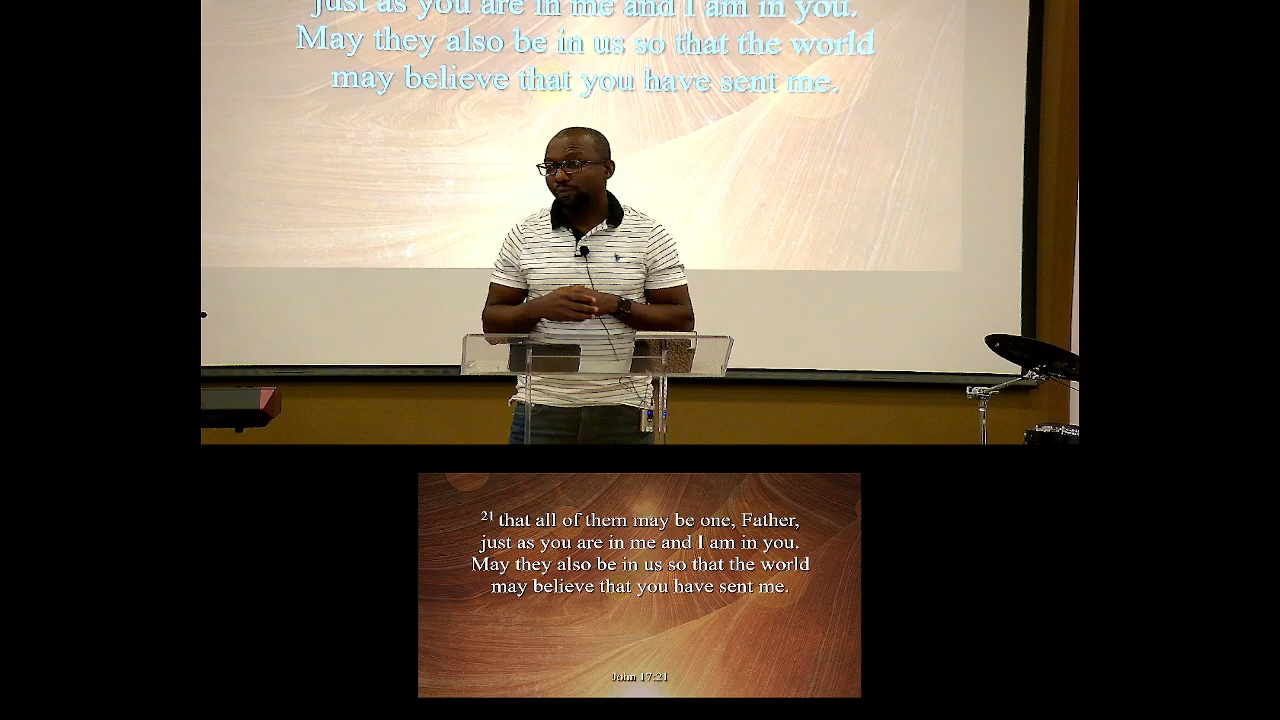 just as you are in me and I am in you.
May they also be in us so that the world
may believe that you have sent me.
21 that all of them may be one, Father,
just as you are in me and I am in you.
May they also be in us so that the world
may believe that you have sent me.
John 17:21